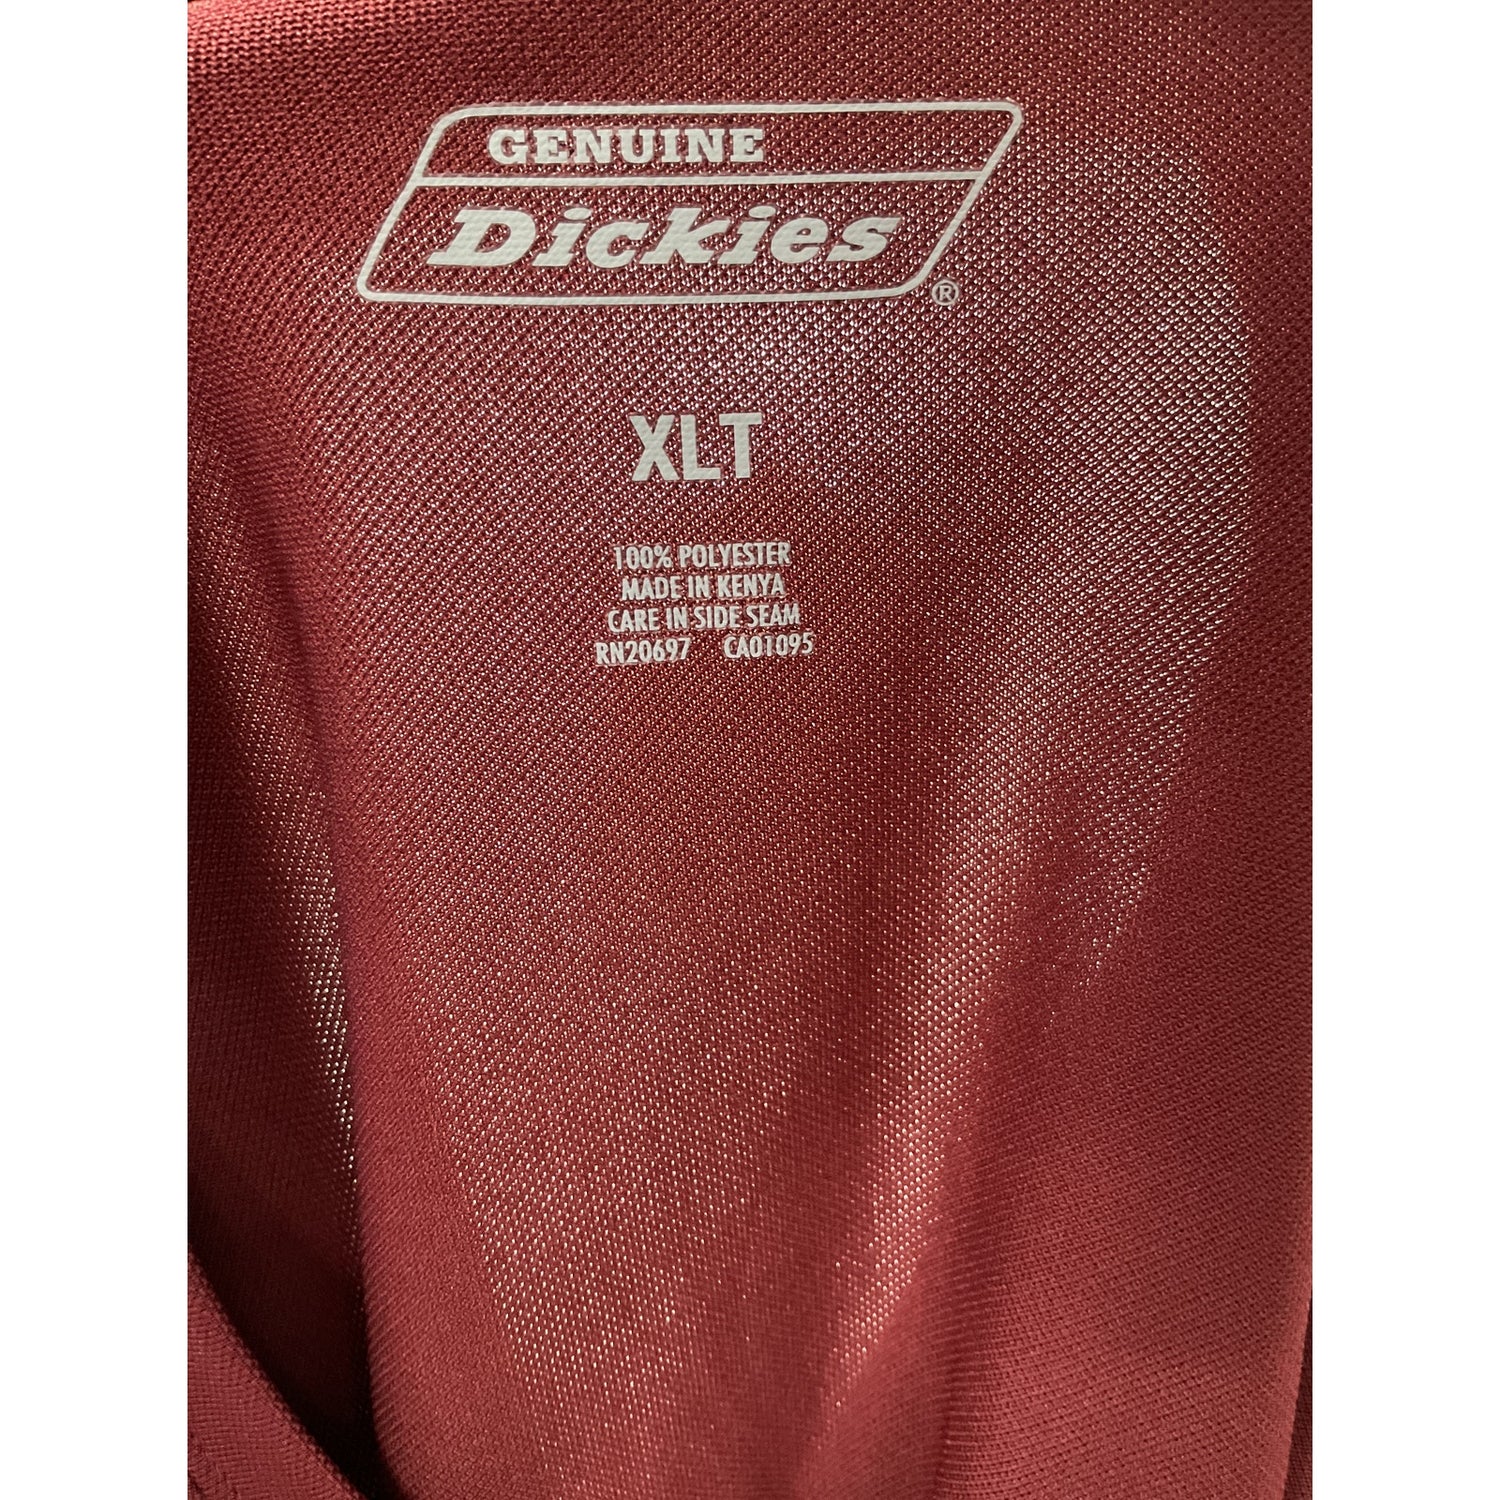 GENUINE
Dickies®
XLT
100% POLYESTER
MADE IN KENYA
CARE IN SIDE SEAM
RN20697 CA01095